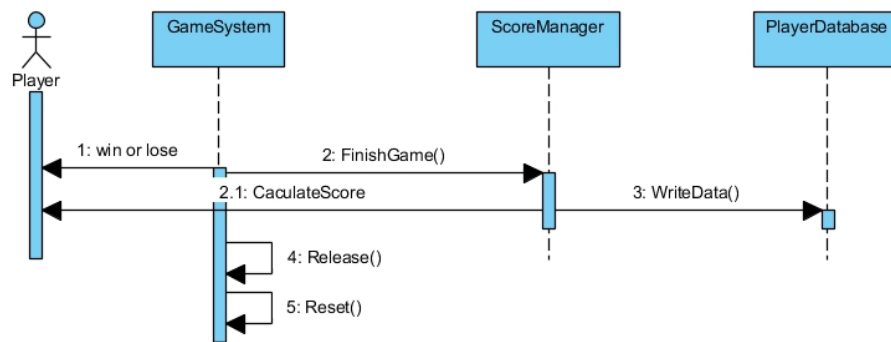 GameSystem
ScoreManager
PlayerDatabase
Player
1: win or lose
2: FinishGame()
2.1: CaculateScore
3: WriteData()
4: Release()
5: Reset()